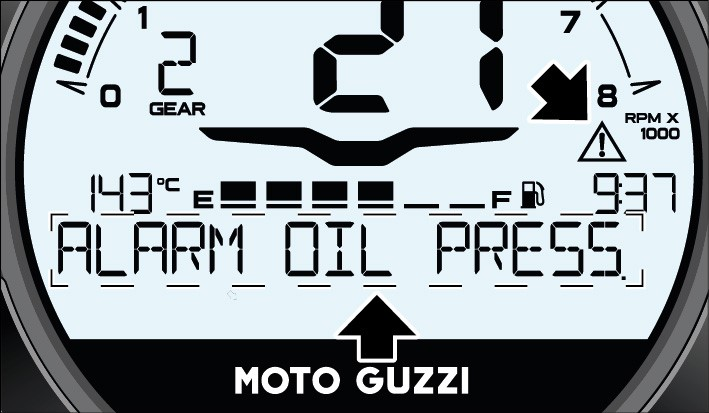 1 7
2 21
0 8
GEAR RPM X
1000
143 °C E F 9:37
ALARM OIL PRESS.
MOTO GUZZI